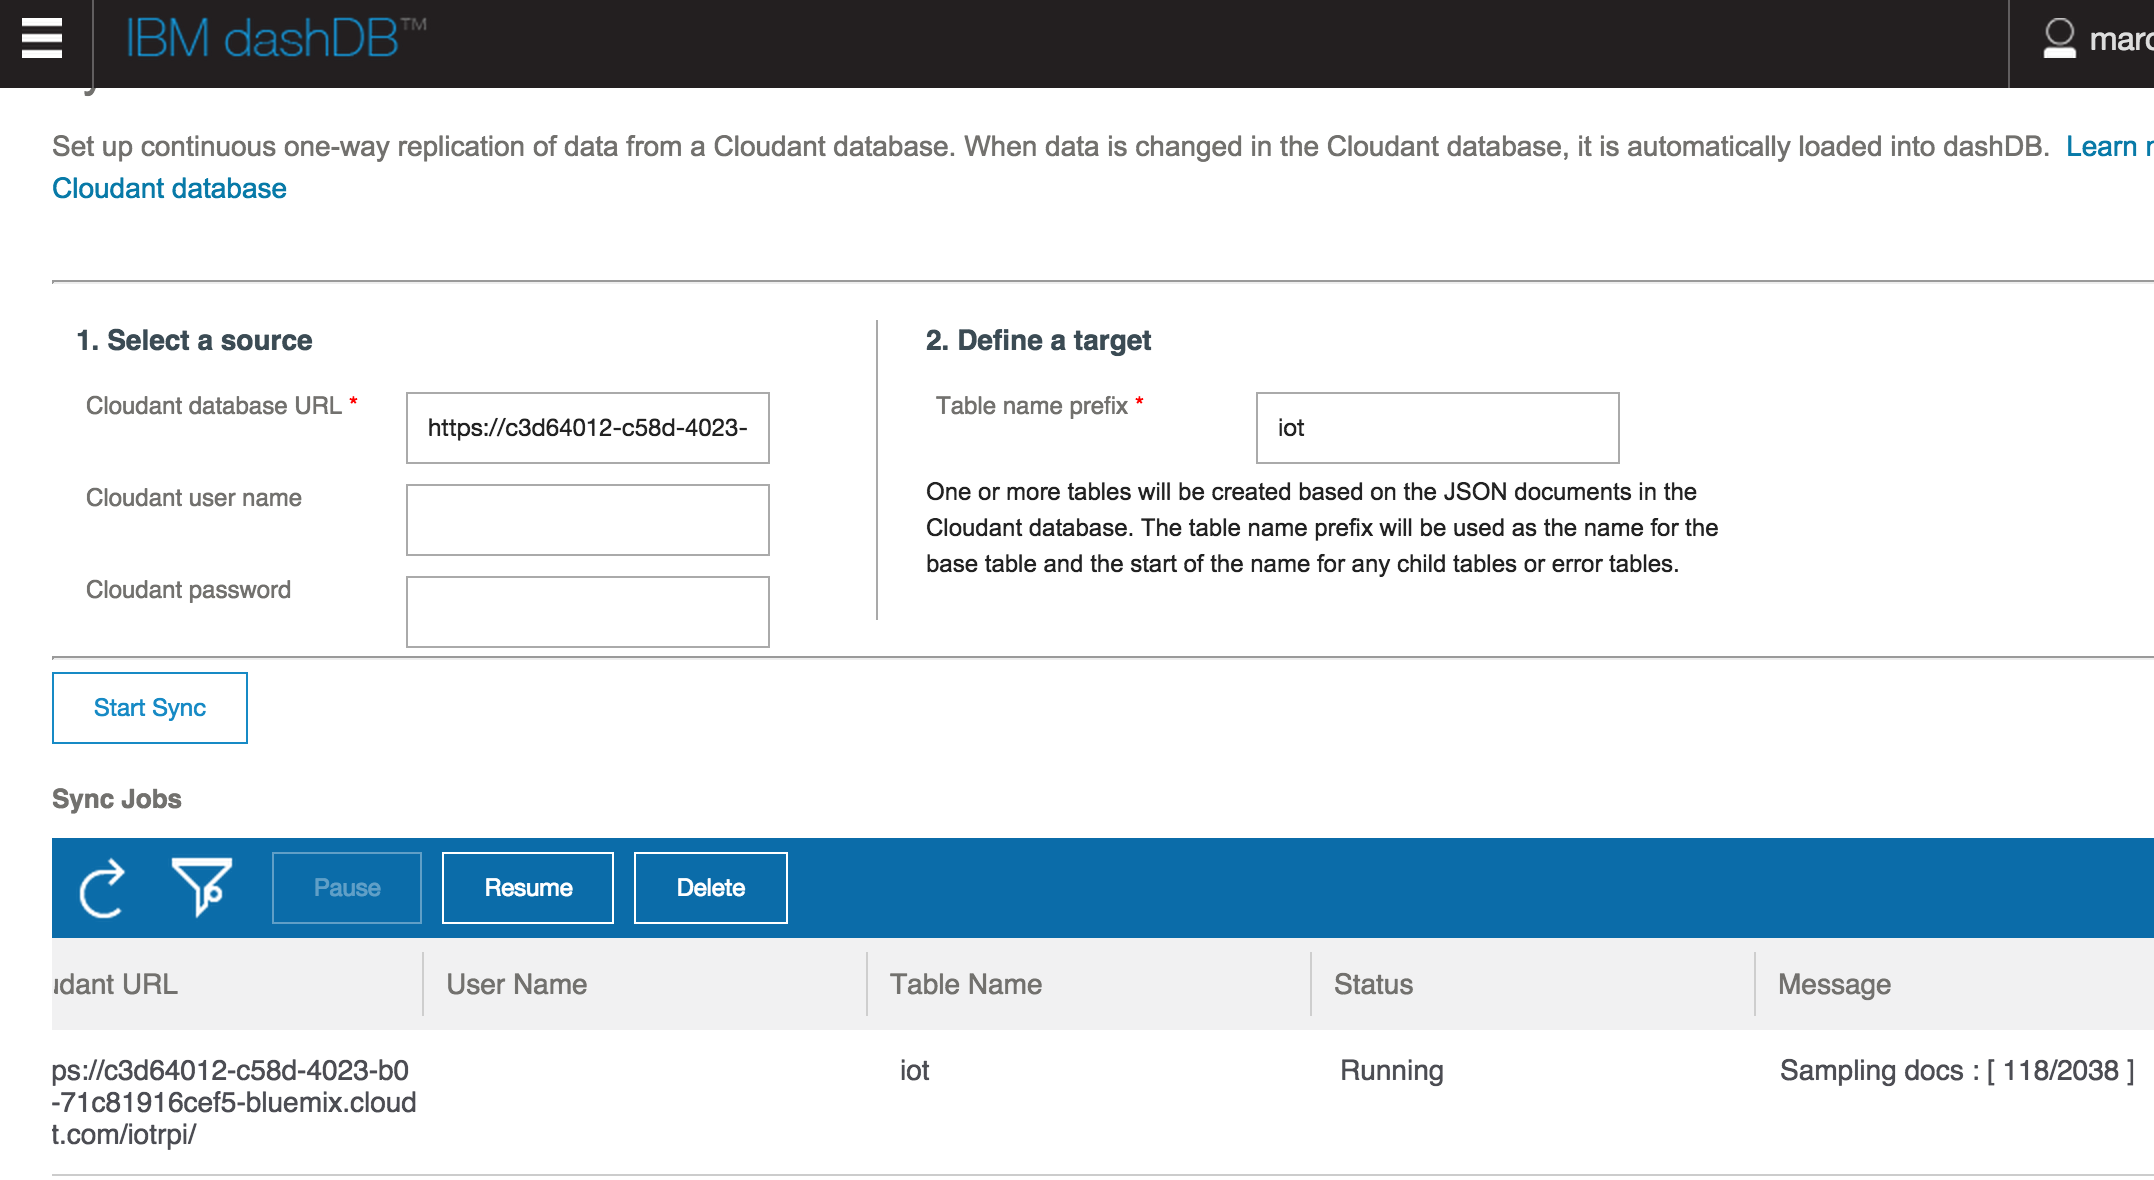 IBM dashDB™
Set up continuous one-way replication of data from a Cloudant database. When data is changed in the Cloudant database, it is automatically loaded into dashDB. Learn
Cloudant database
1. Select a source
2. Define a target
Cloudant database URL *
https://c3d64012-c58d-4023-
Table name prefix *
iot
Cloudant user name
One or more tables will be created based on the JSON documents in the
Cloudant database. The table name prefix will be used as the name for the
base table and the start of the name for any child tables or error tables.
Cloudant password
Start Sync
Sync Jobs
Pause
Resume
Delete
udant URL
User Name
Table Name
Status
Message
ps://c3d64012-c58d-4023-b0
-71c81916cef5-bluemix.cloud
t.com/iotrpi/
iot
Running
Sampling docs : [ 118/2038 ]